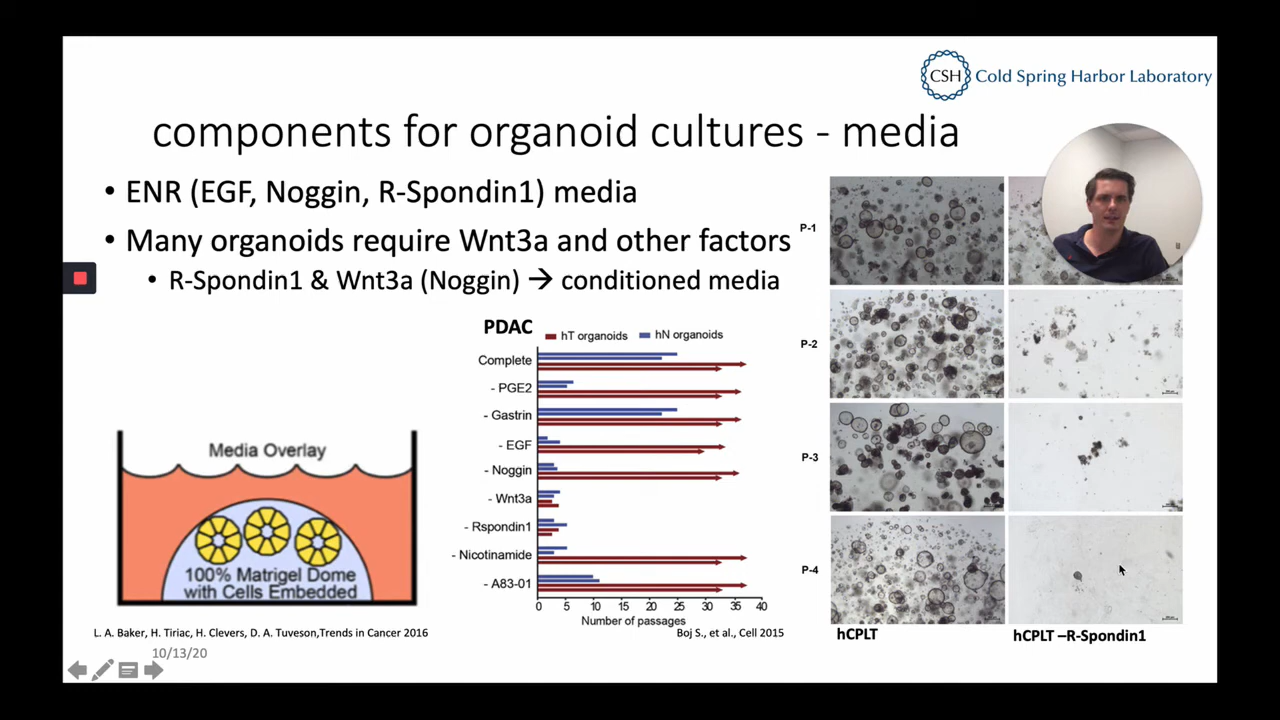 CSH Cold Spring Harbor Laboratory
components for organoid cultures - media
• ENR (EGF, Noggin, R-Spondin1) media
• Many organoids require Wnt3a and other factors
• R-Spondin1 & Wnt3a (Noggin) → conditioned media
PDAC
hT organoids hN organoids
Complete
- PGE2
- Gastrin
- EGF
- Noggin
- Wnt3a
- Rspondin1
- Nicotinamide
- A83-01
0 5 10 15 20 25 30 35 40
Number of passages
Media Overlay
100% Matrigel Dome
with Cells Embedded
P-1
P-2
P-3
P-4
hCPLT
hCPLT –R-Spondin1
L. A. Baker, H. Tiriac, H. Clevers, D. A. Tuveson,Trends in Cancer 2016
Boj S., et al., Cell 2015
10/13/20